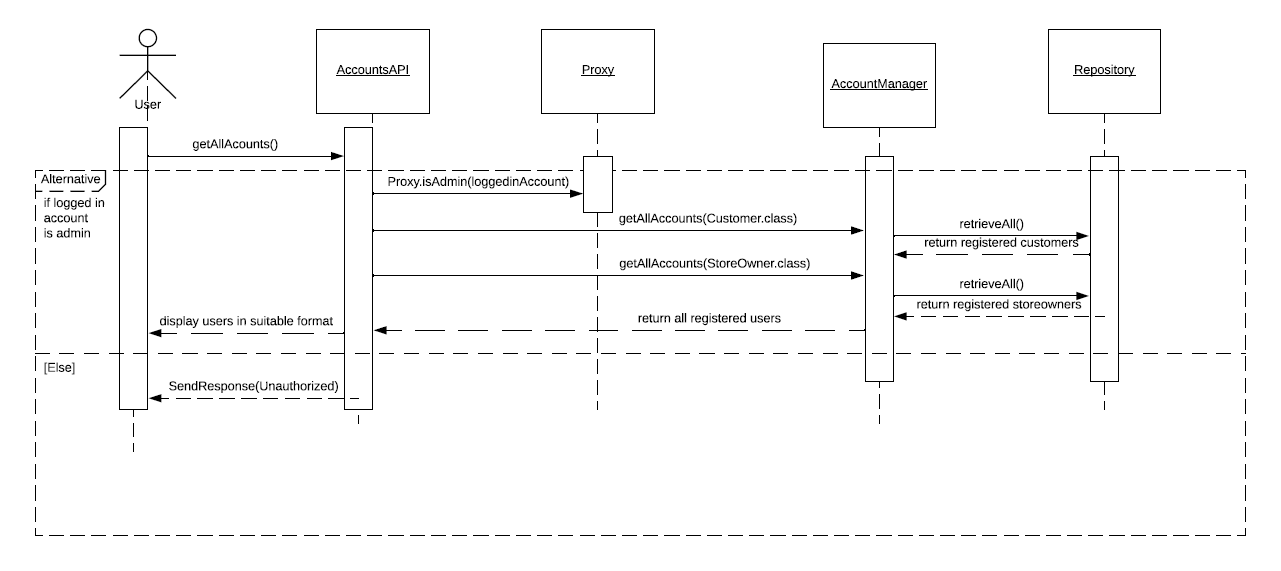 User
AccountsAPI
Proxy
AccountManager
Repository
getAllAcounts()
Alternative
if logged in
account
is admin
Proxy.isAdmin(loggedinAccount)
getAllAccounts(Customer.class)
retrieveAll()
return registered customers
getAllAccounts(StoreOwner.class)
retrieveAll()
return registered storeowners
return all registered users
display users in suitable format
[Else]
SendResponse(Unauthorized)